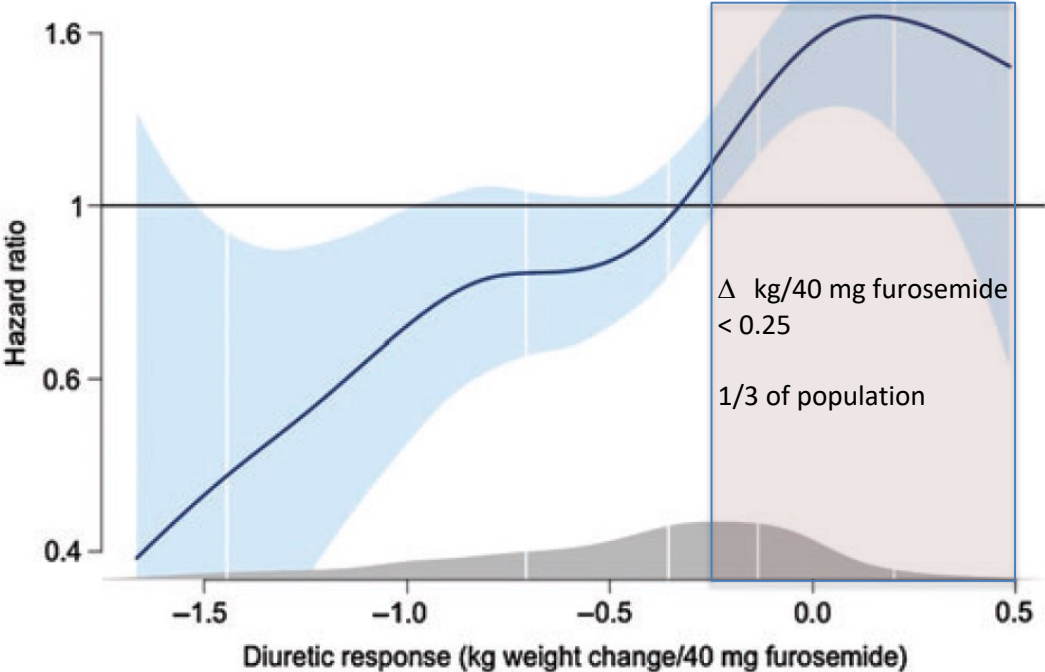 1.6
1
0.6
0.4
Hazard ratio
Δ kg/40 mg furosemide
< 0.25
1/3 of population
–1.5
–1.0
–0.5
0.0
0.5
Diuretic response (kg weight change/40 mg furosemide)